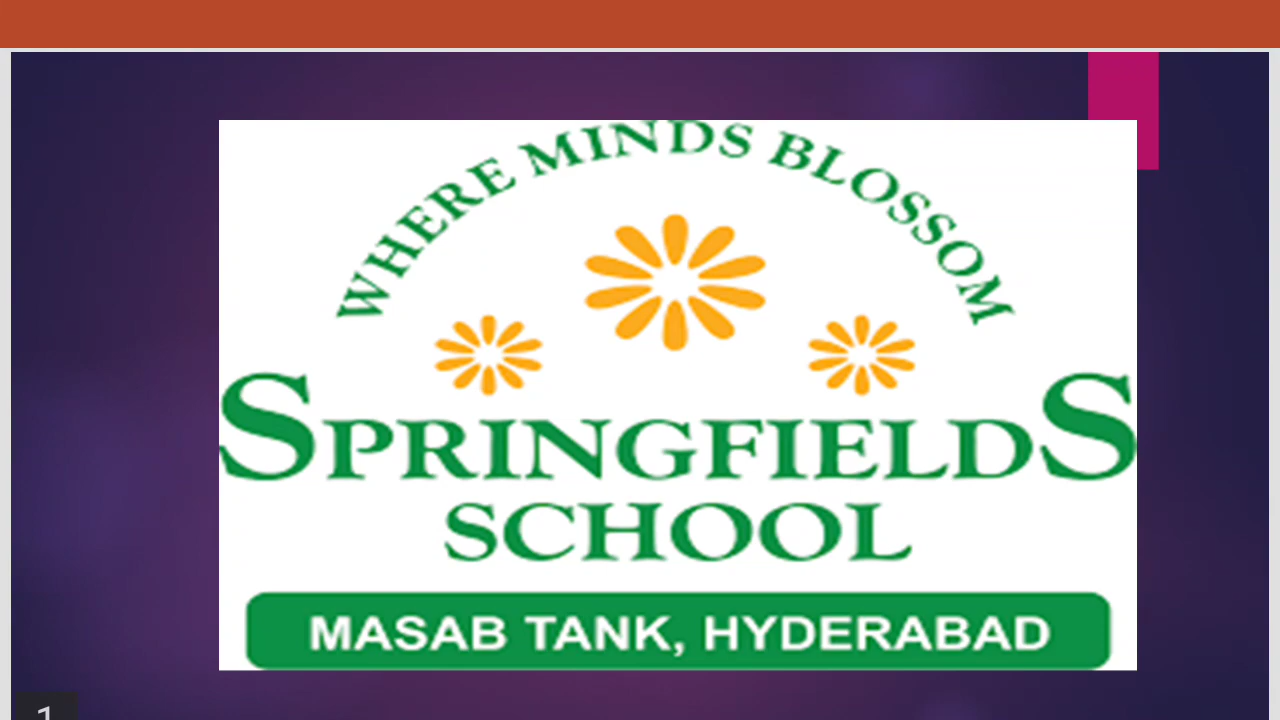 WHERE MINDS BLOSSOM
SPRINGFIELDS
SCHOOL
MASAB TANK, HYDERABAD
1